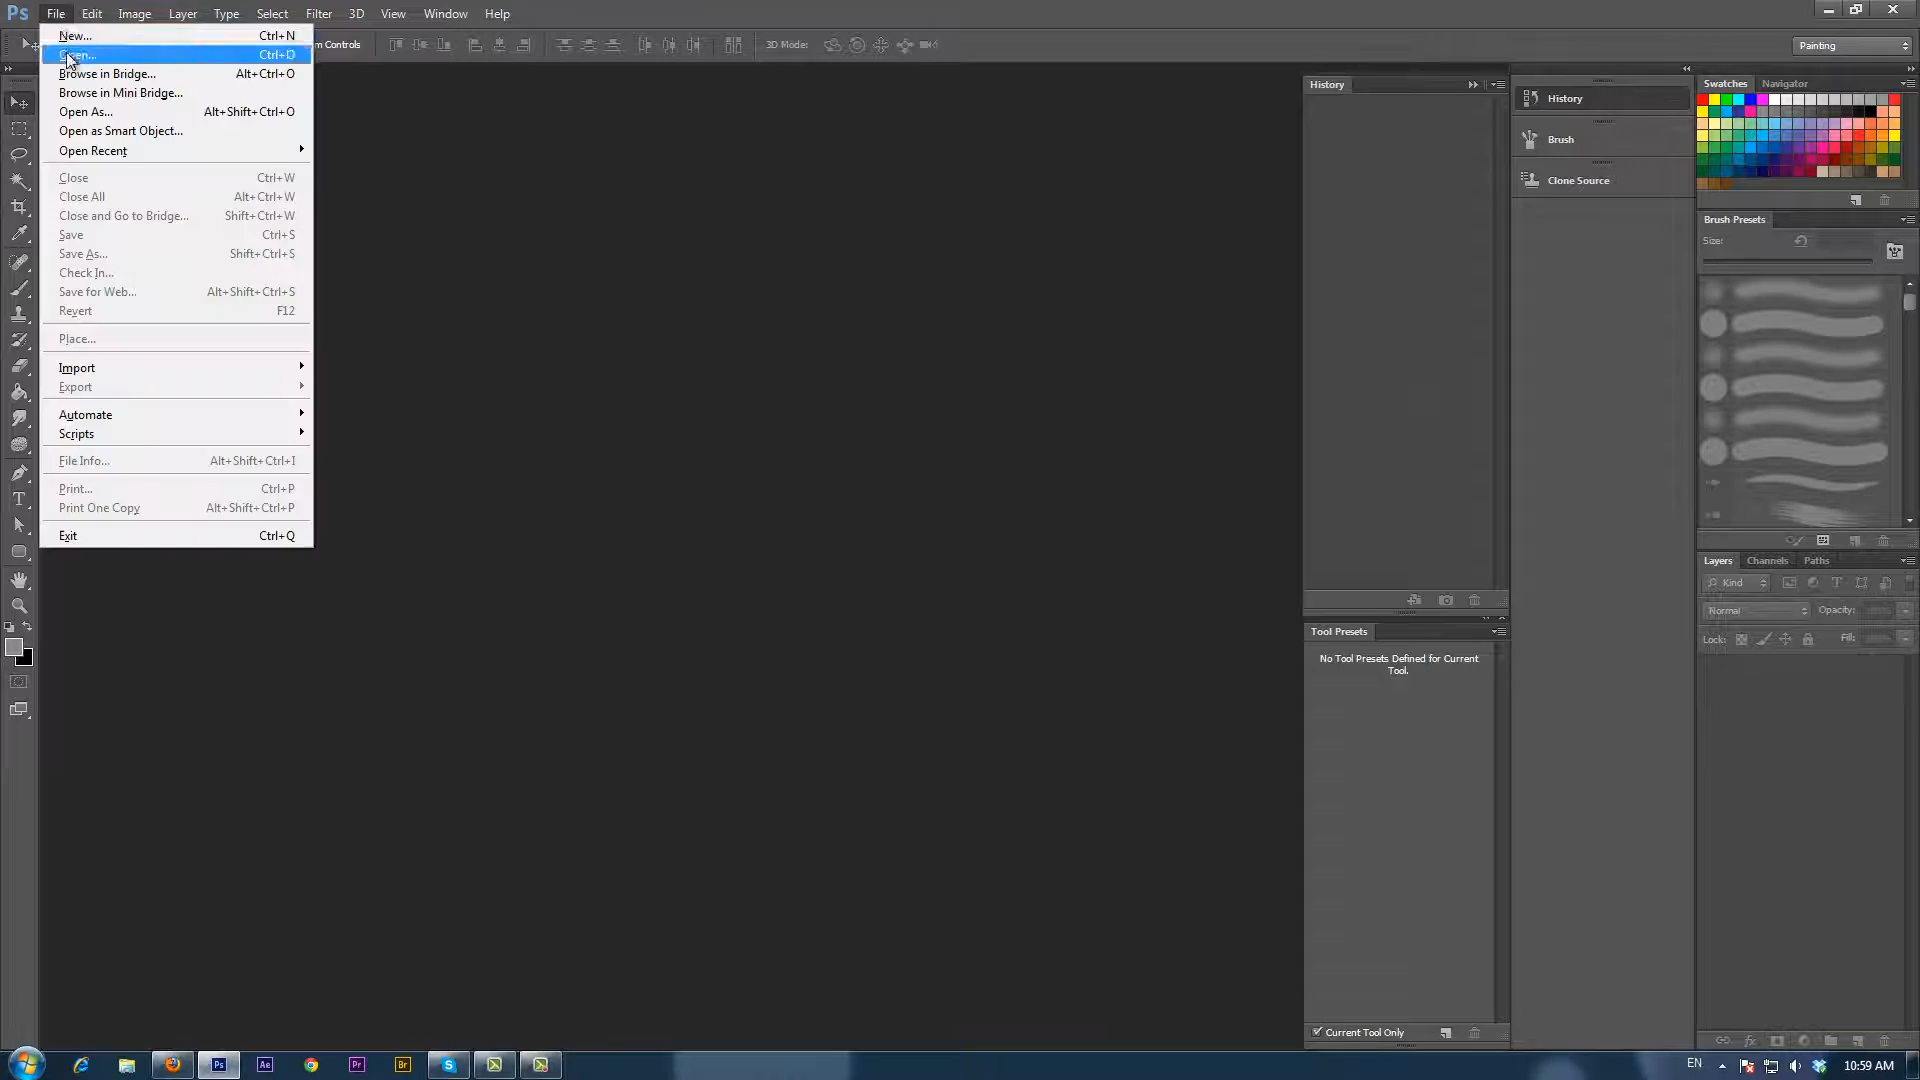 Ps File Edit Image Layer Type Select Filter 3D View Window Help
m Controls 3D Mode: Painting
New... Ctrl+N
Open... Ctrl+O
Browse in Bridge... Alt+Ctrl+O
Browse in Mini Bridge...
Open As... Alt+Shift+Ctrl+O
Open as Smart Object...
Open Recent
Close Ctrl+W
Close All Alt+Ctrl+W
Close and Go to Bridge... Shift+Ctrl+W
Save Ctrl+S
Save As... Shift+Ctrl+S
Check In...
Save for Web... Alt+Shift+Ctrl+S
Revert F12
Place...
Import
Export
Automate
Scripts
File Info... Alt+Shift+Ctrl+I
Print... Ctrl+P
Print One Copy Alt+Shift+Ctrl+P
Exit Ctrl+Q
T
History
Tool Presets
No Tool Presets Defined for Current
Tool.
Current Tool Only
History
Brush
Clone Source
Swatches Navigator
Brush Presets
Size:
Layers Channels Paths
Kind T
Normal Opacity:
Lock: Fill:
fx
Ps Ae Pr Br S
EN 10:59 AM